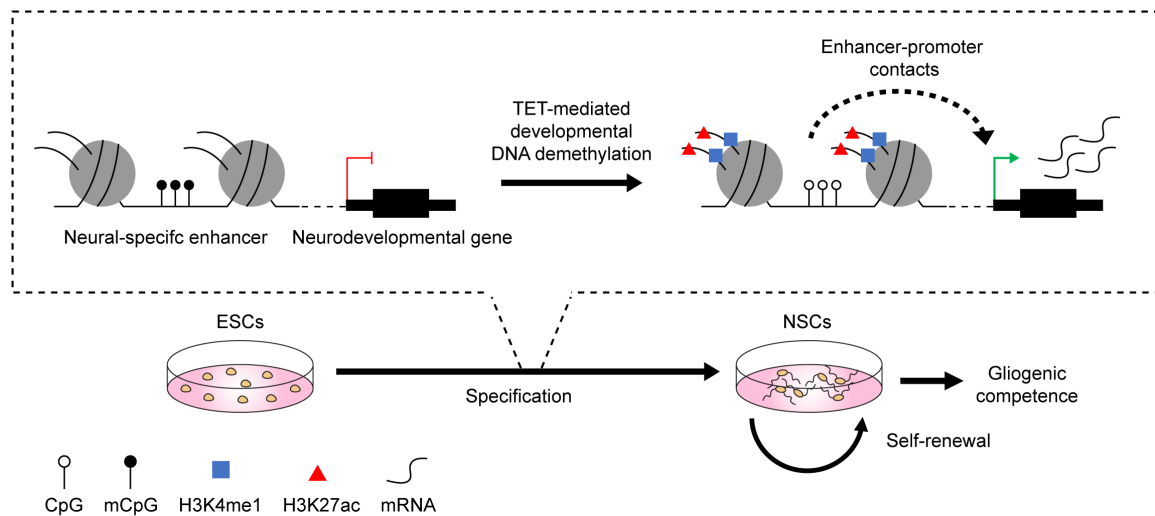 Enhancer-promoter
contacts
TET-mediated
developmental
DNA demethylation
Neural-specifc enhancer
Neurodevelopmental gene
ESCs
NSCs
Specification
Gliogenic
competence
Self-renewal
CpG
mCpG
H3K4me1
H3K27ac
mRNA